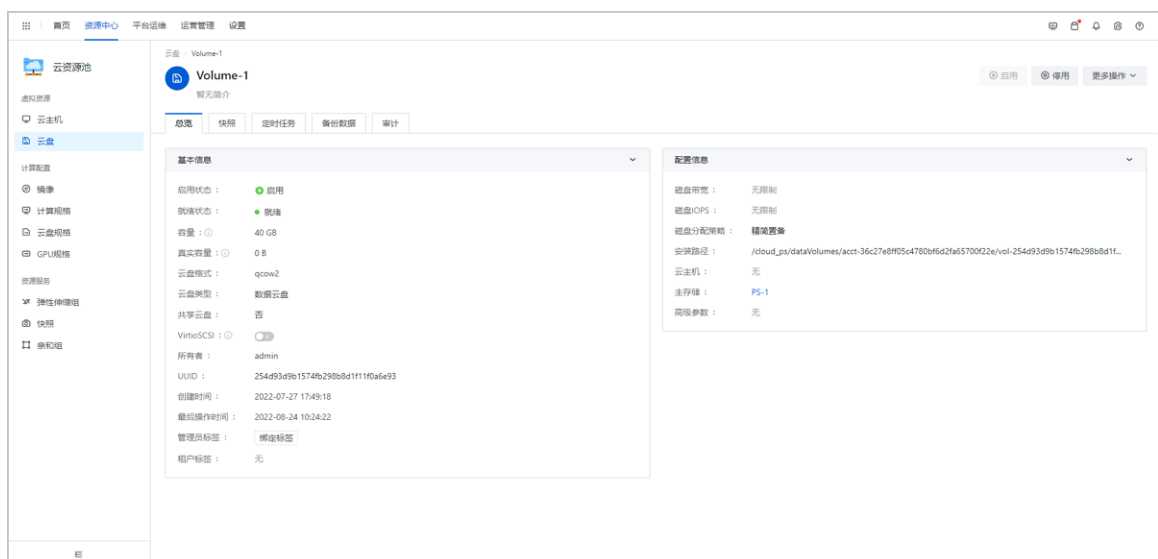 首页 资源中心 平台运维 运营管理 设置
云资源池
虚拟资源
云主机
云盘
计算配置
镜像
计算规格
云盘规格
GPU规格
资源服务
弹性伸缩组
快照
亲和组
云盘 › Volume-1
Volume-1
暂无简介
启用 停用 更多操作
总览 快照 定时任务 备份数据 审计
基本信息
启用状态： 启用
就绪状态： 就绪
容量： 40 GB
真实容量： 0 B
云盘格式： qcow2
云盘类型： 数据云盘
共享云盘： 否
VirtioSCSI：
所有者： admin
UUID： 254d93d9b1574fb298b8d1f11f0a6e93
创建时间： 2022-07-27 17:49:18
最后操作时间： 2022-08-24 10:24:22
管理员标签： 绑定标签
租户标签： 无
配置信息
磁盘带宽： 无限制
磁盘IOPS： 无限制
磁盘分配策略： 精简置备
安装路径： /cloud_ps/dataVolumes/acct-36c27e8ff05c4780bf6d2fa65700f22e/vol-254d93d9b1574fb298b8d1f...
云主机： 无
主存储： PS-1
高级参数： 无